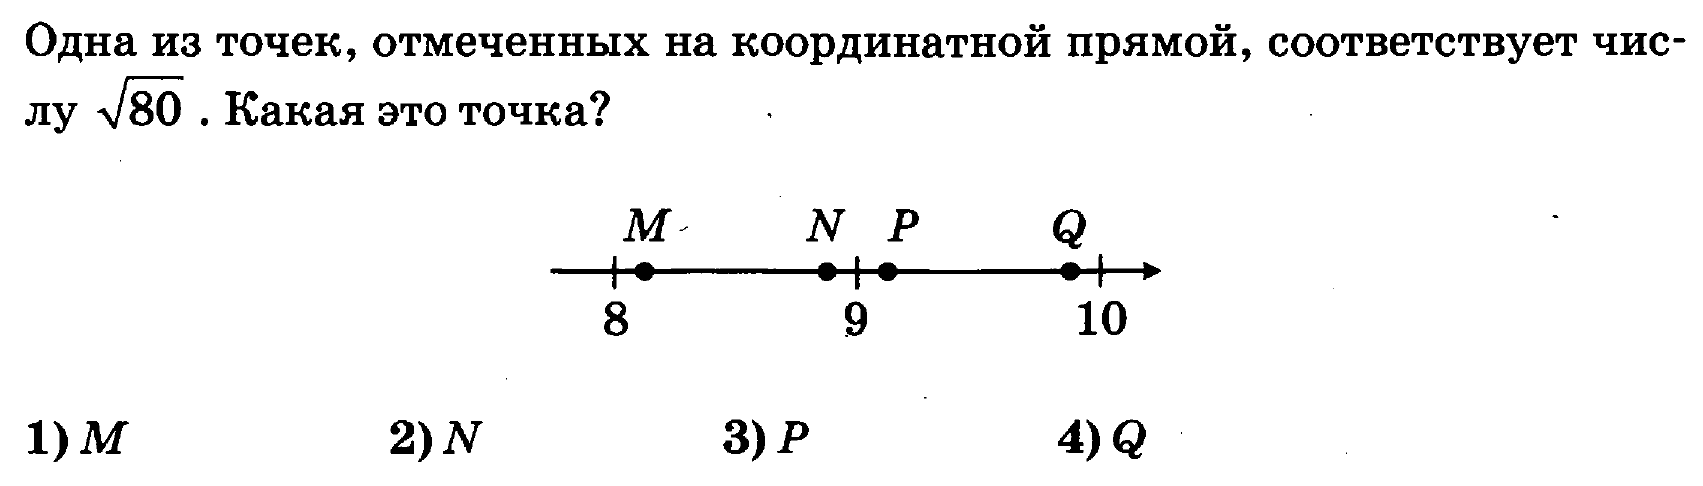 Одна из точек, отмеченных на координатной прямой, соответствует чис-
лу √80 . Какая это точка?
M N P Q
8 9 10
1) M 2) N 3) P 4) Q